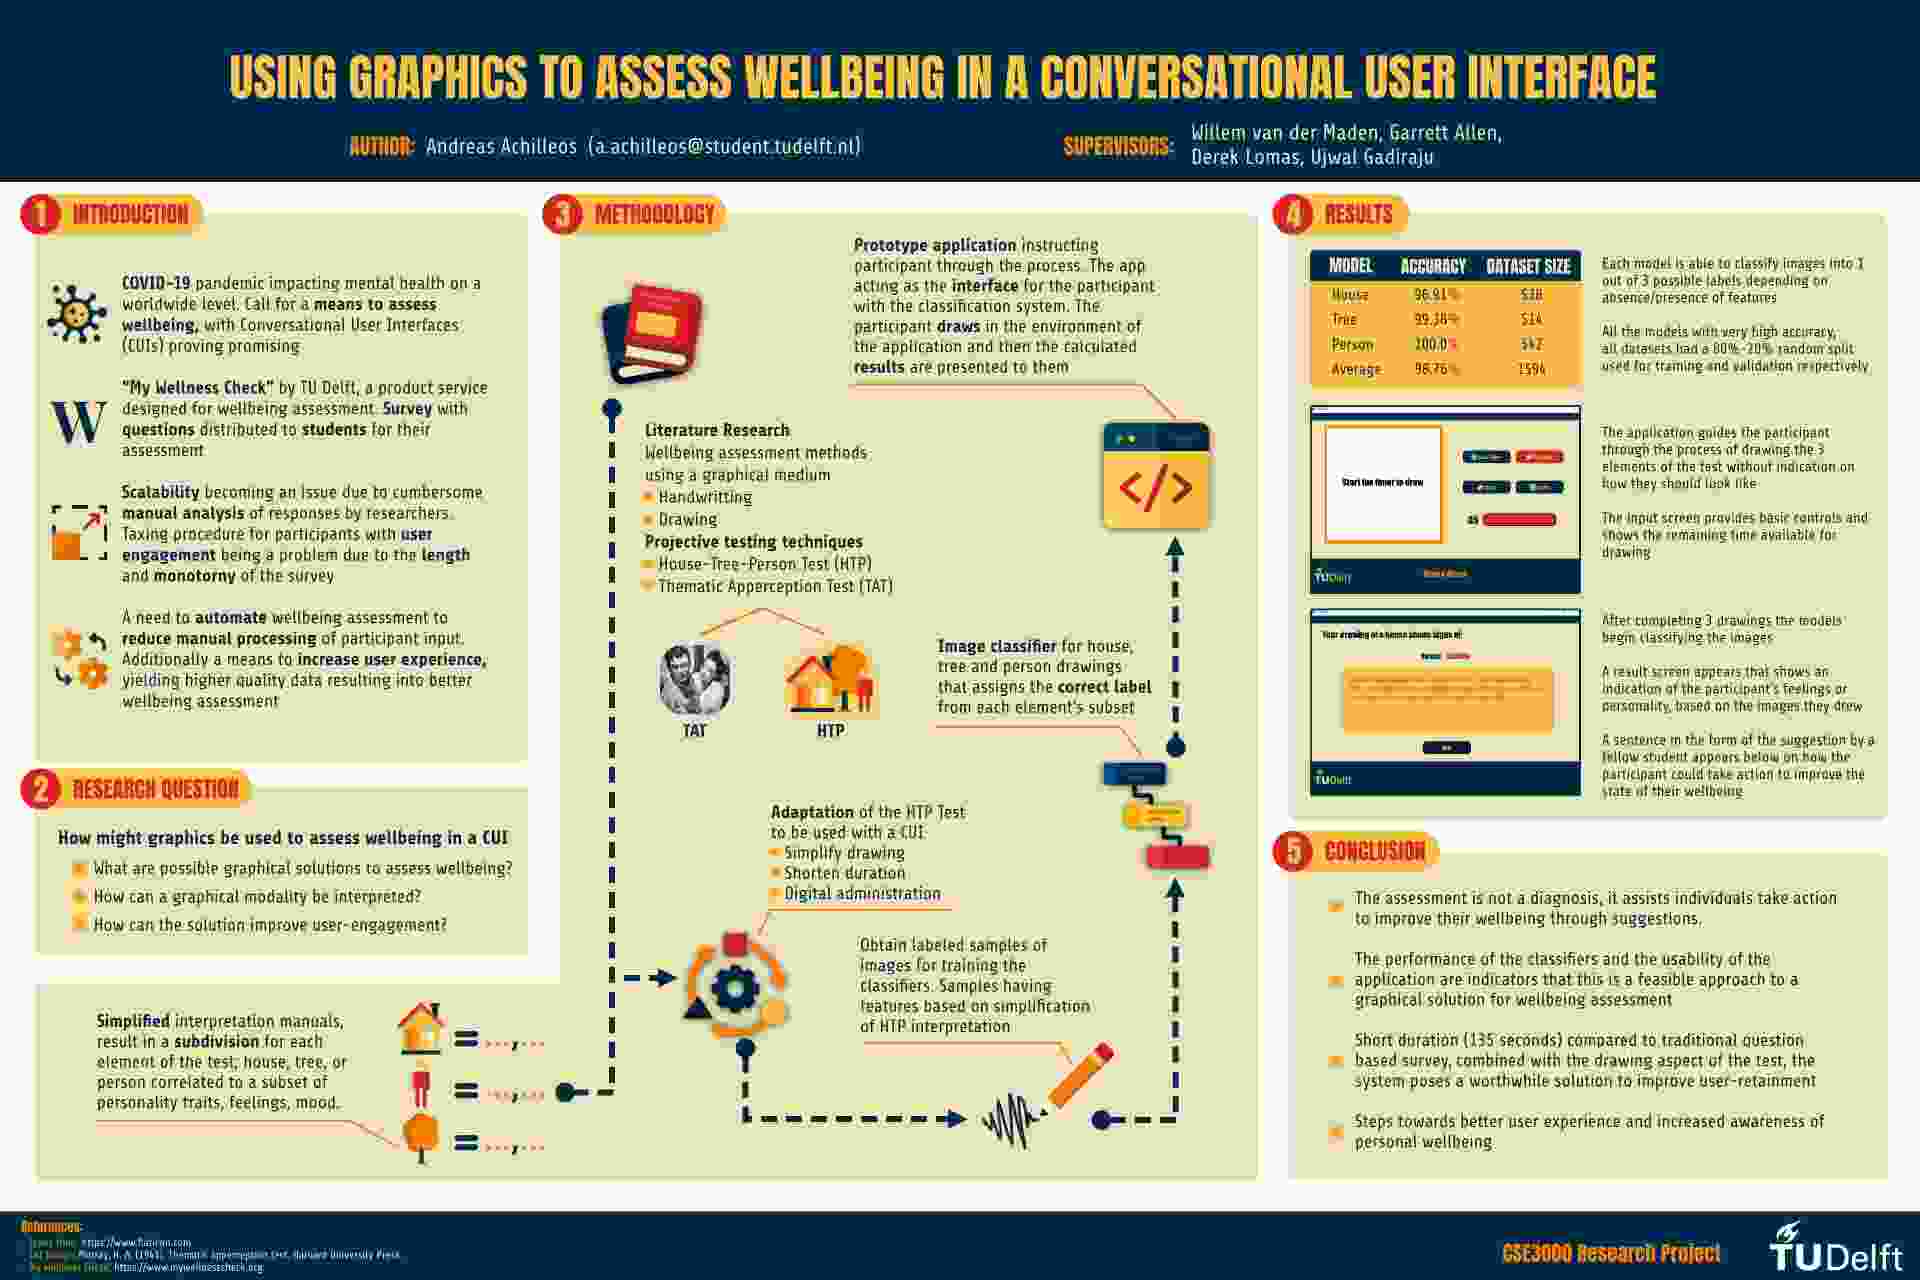 USING GRAPHICS TO ASSESS WELLBEING IN A CONVERSATIONAL USER INTERFACE
AUTHOR: Andreas Achilleos (a.achilleos@student.tudelft.nl)
SUPERVISORS: Willem van der Maden, Garrett Allen,
Derek Lomas, Ujwal Gadiraju
1 INTRODUCTION
COVID-19 pandemic impacting mental health on a
worldwide level. Call for a means to assess
wellbeing, with Conversational User Interfaces
(CUIs) proving promising
W
"My Wellness Check" by TU Delft, a product service
designed for wellbeing assessment. Survey with
questions distributed to students for their
assessment
Scalability becoming an issue due to cumbersome
manual analysis of responses by researchers.
Taxing procedure for participants with user
engagement being a problem due to the length
and monotorny of the survey
A need to automate wellbeing assessment to
reduce manual processing of participant input.
Additionally a means to increase user experience,
yielding higher quality data resulting into better
wellbeing assessment
2 RESEARCH QUESTION
How might graphics be used to assess wellbeing in a CUI
What are possible graphical solutions to assess wellbeing?
How can a graphical modality be interpreted?
How can the solution improve user-engagement?
3 METHODOLOGY
Literature Research
Wellbeing assessment methods
using a graphical medium
Handwritting
Drawing
Projective testing techniques
House-Tree-Person Test (HTP)
Thematic Apperception Test (TAT)
TAT
HTP
Simplified interpretation manuals,
result in a subdivision for each
element of the test; house, tree, or
person correlated to a subset of
personality traits, feelings, mood.
= ...,...
= ...,...
= ...,...
Adaptation of the HTP Test
to be used with a CUI
Simplify drawing
Shorten duration
Digital administration
Obtain labeled samples of
images for training the
classifiers. Samples having
features based on simplification
of HTP interpretation
Image classifier for house,
tree and person drawings
that assigns the correct label
from each element's subset
Prototype application instructing
participant through the process. The app
acting as the interface for the participant
with the classification system. The
participant draws in the environment of
the application and then the calculated
results are presented to them
</>
4 RESULTS
MODEL ACCURACY DATASET SIZE
House 96.91%
Tree 99.38%
Person 100.0%
Average 98.76% 1594
Each model is able to classify images into 1
out of 3 possible labels depending on
absence/presence of features
All the models with very high accuracy,
all datasets had a 80%-20% random split
used for training and validation respectively
Start the timer to draw
TUDelft
The application guides the participant
through the process of drawing the 3
elements of the test without indication on
how they should look like
The input screen provides basic controls and
shows the remaining time available for
drawing
Your drawing of a house shows signs of:
TUDelft
After completing 3 drawings the models
begin classifying the images
A result screen appears that shows an
indication of the participant's feelings or
personality, based on the images they drew
A sentence in the form of the suggestion by a
fellow student appears below on how the
participant could take action to improve the
state of their wellbeing
5 CONCLUSION
The assessment is not a diagnosis, it assists individuals take action
to improve their wellbeing through suggestions.
The performance of the classifiers and the usability of the
application are indicators that this is a feasible approach to a
graphical solution for wellbeing assessment
Short duration (135 seconds) compared to traditional question
based survey, combined with the drawing aspect of the test, the
system poses a worthwhile solution to improve user-retainment
Steps towards better user experience and increased awareness of
personal wellbeing
References:
https://www.flaticon.com
Murray, H. A. (1943). Thematic apperception test. Harvard University Press.
My Wellness Check: https://www.mywellnesscheck.org
CSE3000 Research Project
TUDelft